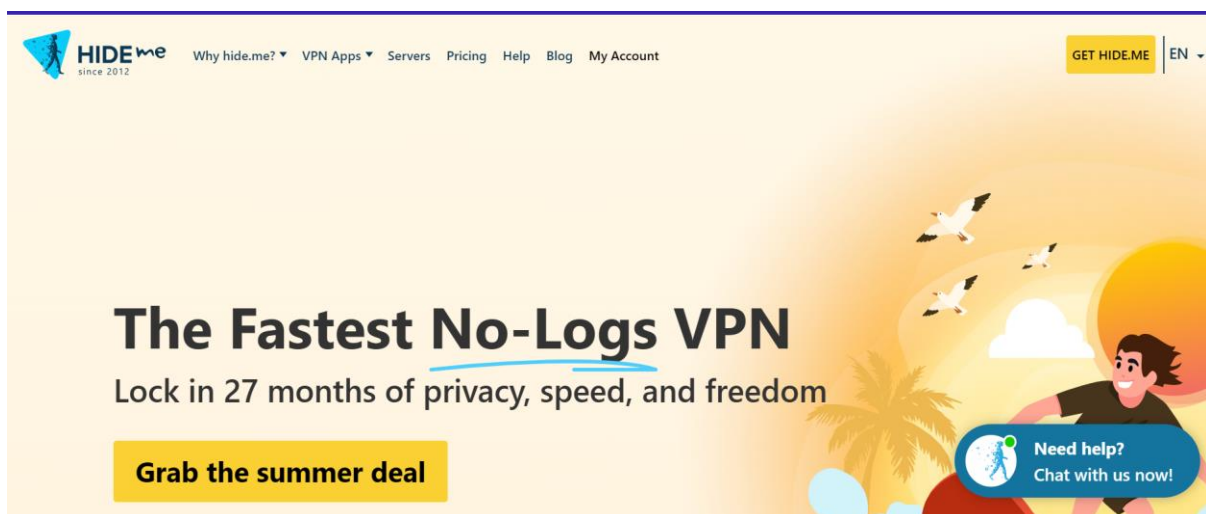 HIDE me
since 2012
Why hide.me? VPN Apps Servers Pricing Help Blog My Account
GET HIDE.ME
EN
The Fastest No-Logs VPN
Lock in 27 months of privacy, speed, and freedom
Grab the summer deal
Need help?
Chat with us now!